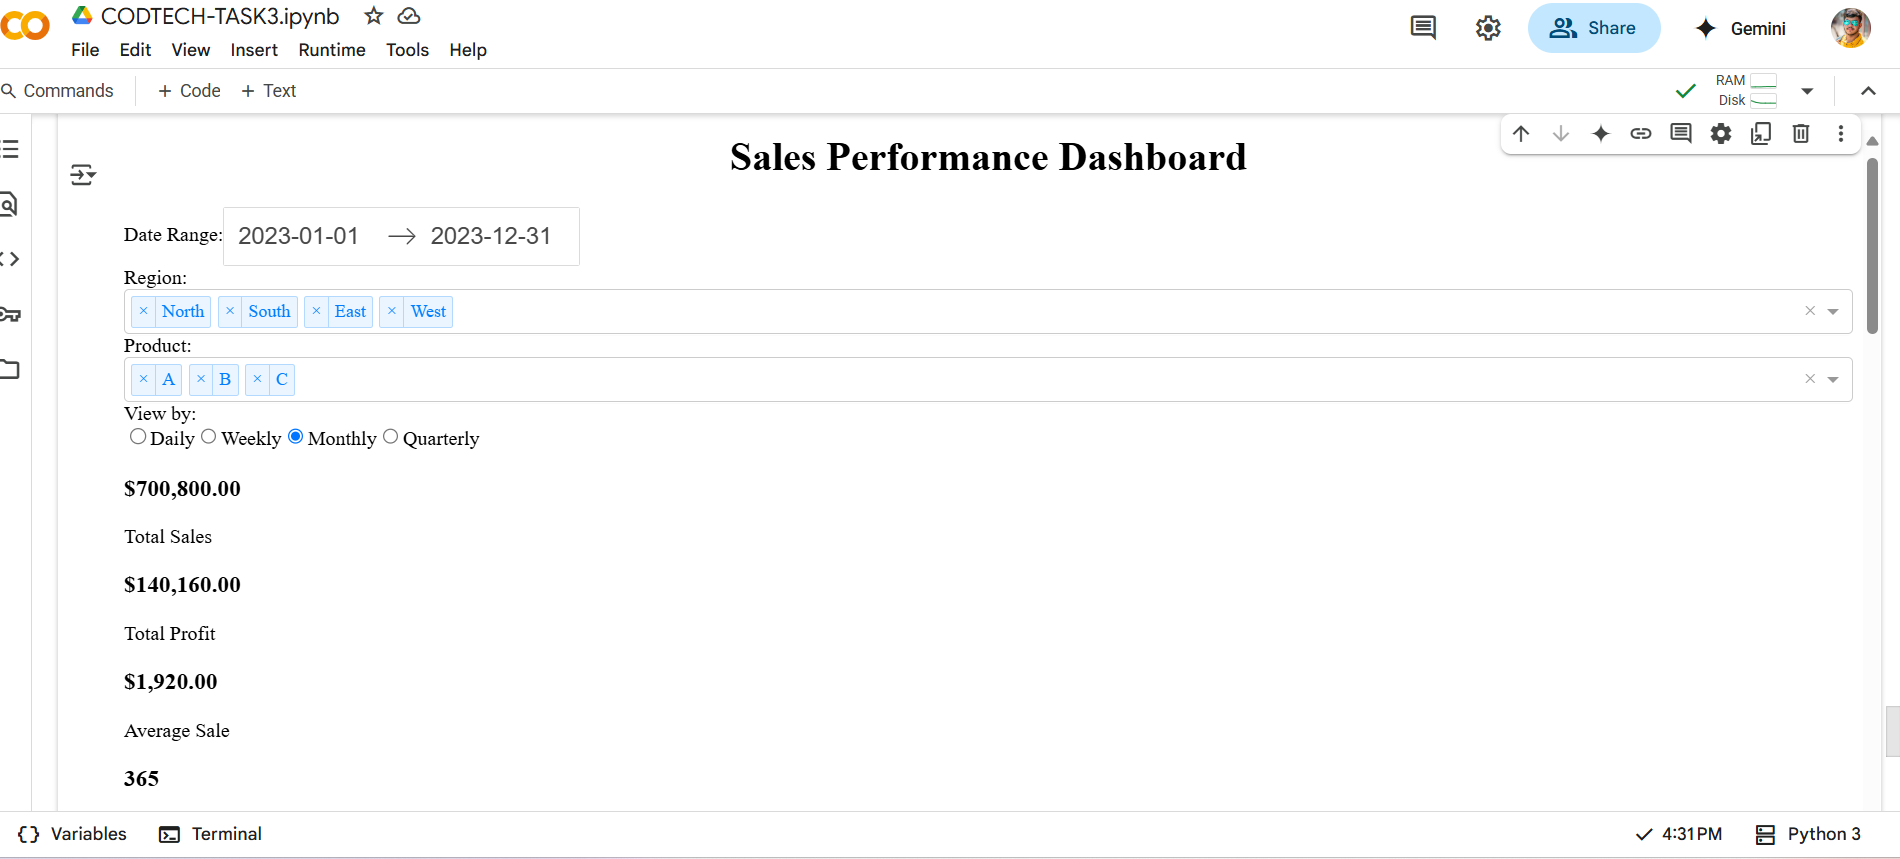 CODTECH-TASK3.ipynb
File Edit View Insert Runtime Tools Help
Share
Gemini
Commands + Code + Text
RAM
Disk
Sales Performance Dashboard
Date Range: 2023-01-01 → 2023-12-31
Region:
× North × South × East × West
Product:
× A × B × C
View by:
Daily Weekly Monthly Quarterly
$700,800.00
Total Sales
$140,160.00
Total Profit
$1,920.00
Average Sale
365
Variables Terminal 4:31 PM Python 3